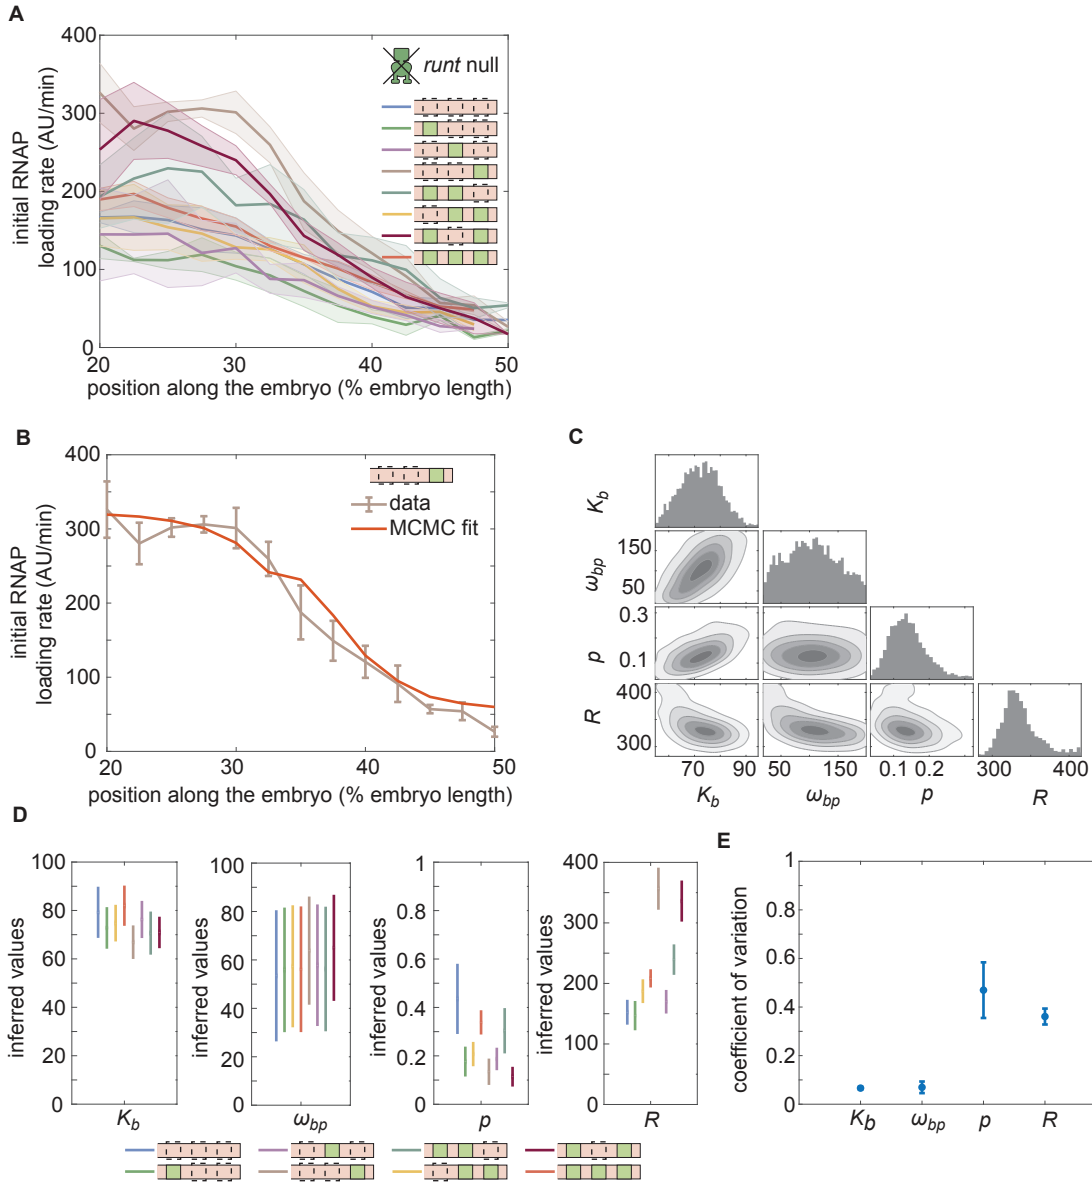 A
400
300
200
100
0
initial RNAP
loading rate (AU/min)
runt null
20
30
40
50
position along the embryo (% embryo length)
B
400
300
200
100
0
initial RNAP
loading rate (AU/min)
data
MCMC fit
20
30
40
50
position along the embryo (% embryo length)
C
K_b
ω_bp
150
50
p
0.3
0.1
R
400
300
70 90
50 150
0.1 0.2
300 400
K_b
ω_bp
p
R
D
inferred values
100
80
60
40
20
0
K_b
inferred values
100
80
60
40
20
0
ω_bp
inferred values
1
0.8
0.6
0.4
0.2
0
p
inferred values
400
300
200
100
0
R
E
coefficient of variation
1
0.8
0.6
0.4
0.2
0
K_b
ω_bp
p
R